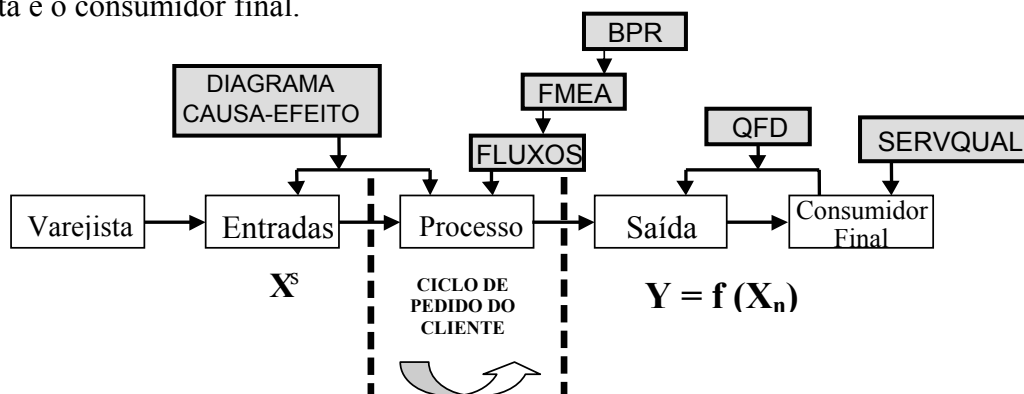 ta e o consumidor final.
BPR
DIAGRAMA
CAUSA-EFEITO
FMEA
QFD
SERVQUAL
FLUXOS
Varejista
Entradas
Processo
Saída
Consumidor
Final
Xs
CICLO DE
PEDIDO DO
CLIENTE
Y = f (Xn)